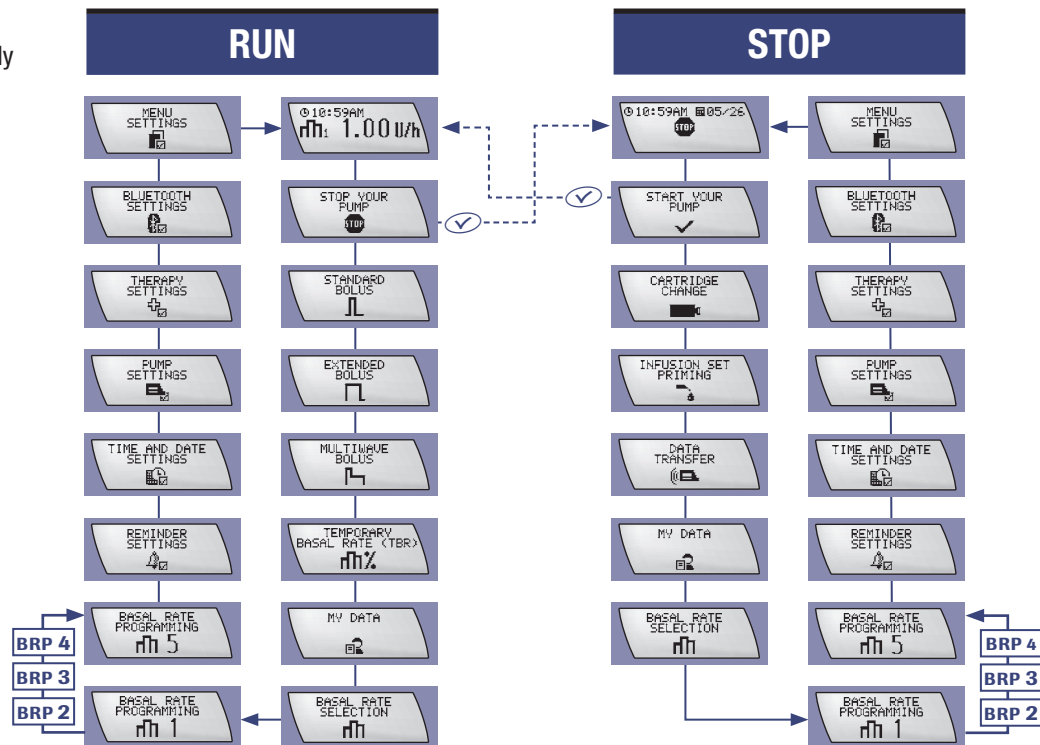 ly
RUN
MENU
SETTINGS
10:59AM
1 1.00 U/h
BLUETOOTH
SETTINGS
STOP YOUR
PUMP
STOP
THERAPY
SETTINGS
STANDARD
BOLUS
PUMP
SETTINGS
EXTENDED
BOLUS
TIME AND DATE
SETTINGS
MULTIWAVE
BOLUS
REMINDER
SETTINGS
TEMPORARY
BASAL RATE (TBR)
%
BASAL RATE
PROGRAMMING
5
MY DATA
BRP 4
BRP 3
BRP 2
BASAL RATE
PROGRAMMING
1
BASAL RATE
SELECTION
STOP
10:59AM 05/26
STOP
MENU
SETTINGS
START YOUR
PUMP
BLUETOOTH
SETTINGS
CARTRIDGE
CHANGE
THERAPY
SETTINGS
INFUSION SET
PRIMING
PUMP
SETTINGS
DATA
TRANSFER
TIME AND DATE
SETTINGS
MY DATA
REMINDER
SETTINGS
BASAL RATE
SELECTION
BASAL RATE
PROGRAMMING
5
BRP 4
BRP 3
BRP 2
BASAL RATE
PROGRAMMING
1